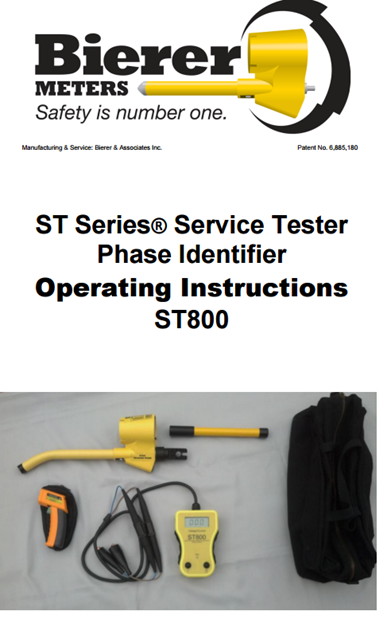 Bierer
METERS
Safety is number one.
Manufacturing & Service: Bierer & Associates Inc.
Patent No. 6,885,180
ST Series® Service Tester
Phase Identifier
Operating Instructions
ST800
ST800